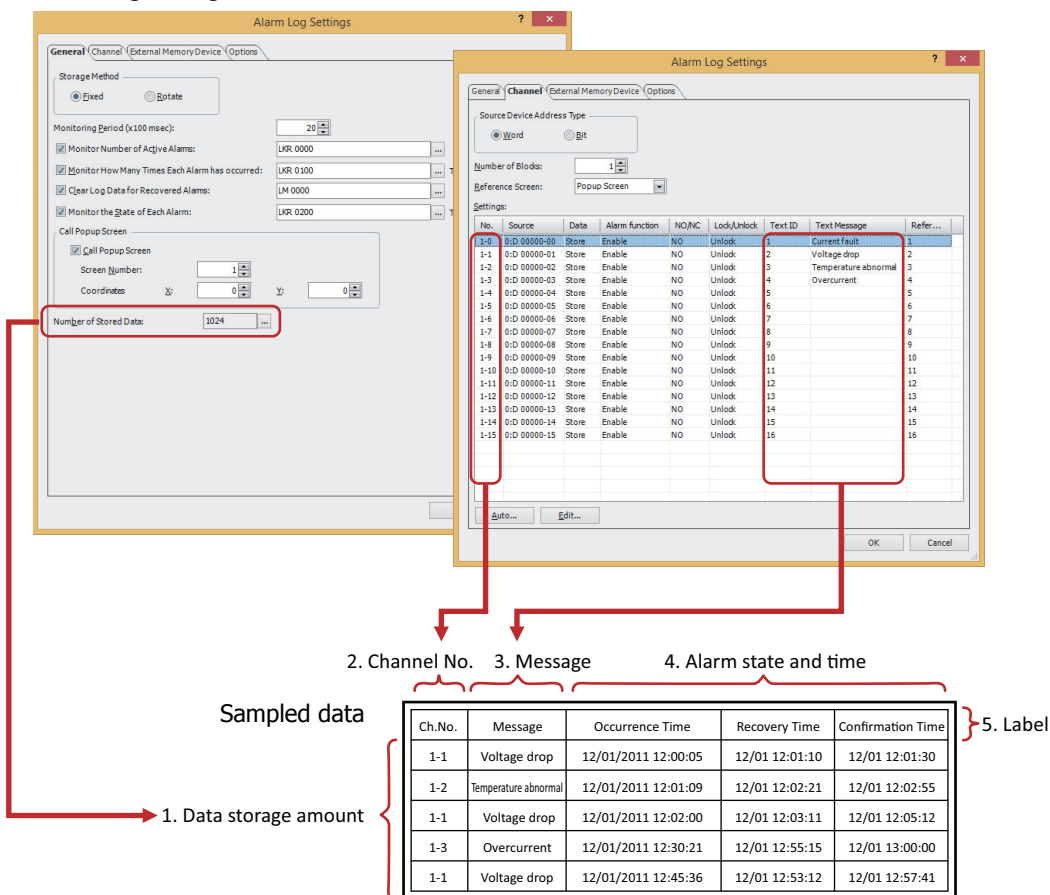 Alarm Log Settings ? ×
General Channel External Memory Device Options
Storage Method
Fixed Rotate
Monitoring Period (x100 msec): 20
Monitor Number of Active Alarms: LKR 0000 ...
Monitor How Many Times Each Alarm has occurred: LKR 0100 ...
Clear Log Data for Recovered Alarms: LM 0000 ...
Monitor the State of Each Alarm: LKR 0200 ...
Call Popup Screen
Call Popup Screen
Screen Number: 1
Coordinates X: 0 Y: 0
Number of Stored Data: 1024 ...
Alarm Log Settings ? ×
General Channel External Memory Device Options
Source Device Address Type
Word Bit
Number of Blocks: 1
Reference Screen: Popup Screen
Settings:
No. Source Data Alarm function NO/NC Lock/Unlock Text ID Text Message Refer...
1-0 0:D 00000-00 Store Enable NO Unlock 1 Current fault 1
1-1 0:D 00000-01 Store Enable NO Unlock 2 Voltage drop 2
1-2 0:D 00000-02 Store Enable NO Unlock 3 Temperature abnormal 3
1-3 0:D 00000-03 Store Enable NO Unlock 4 Overcurrent 4
1-4 0:D 00000-04 Store Enable NO Unlock 5 5
1-5 0:D 00000-05 Store Enable NO Unlock 6 6
1-6 0:D 00000-06 Store Enable NO Unlock 7 7
1-7 0:D 00000-07 Store Enable NO Unlock 8 8
1-8 0:D 00000-08 Store Enable NO Unlock 9 9
1-9 0:D 00000-09 Store Enable NO Unlock 10 10
1-10 0:D 00000-10 Store Enable NO Unlock 11 11
1-11 0:D 00000-11 Store Enable NO Unlock 12 12
1-12 0:D 00000-12 Store Enable NO Unlock 13 13
1-13 0:D 00000-13 Store Enable NO Unlock 14 14
1-14 0:D 00000-14 Store Enable NO Unlock 15 15
1-15 0:D 00000-15 Store Enable NO Unlock 16 16
Auto... Edit...
OK Cancel
2. Channel No. 3. Message 4. Alarm state and time
Sampled data
Ch.No. Message Occurrence Time Recovery Time Confirmation Time
5. Label
1-1 Voltage drop 12/01/2011 12:00:05 12/01 12:01:10 12/01 12:01:30
1-2 Temperature abnormal 12/01/2011 12:01:09 12/01 12:02:21 12/01 12:02:55
1. Data storage amount
1-1 Voltage drop 12/01/2011 12:02:00 12/01 12:03:11 12/01 12:05:12
1-3 Overcurrent 12/01/2011 12:30:21 12/01 12:55:15 12/01 13:00:00
1-1 Voltage drop 12/01/2011 12:45:36 12/01 12:53:12 12/01 12:57:41